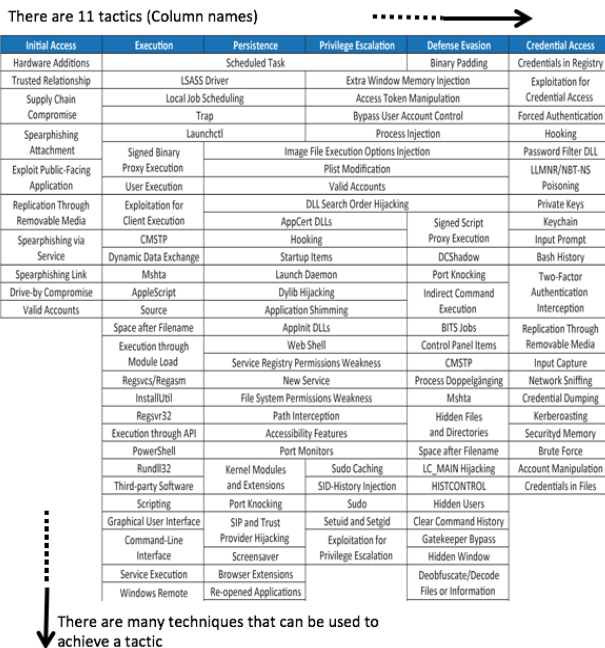 There are 11 tactics (Column names)
Initial Access Execution Persistence Privilege Escalation Defense Evasion Credential Access
Hardware Additions Scheduled Task Binary Padding Credentials in Registry
Trusted Relationship LSASS Driver Extra Window Memory Injection Exploitation for
Supply Chain Local Job Scheduling Access Token Manipulation Credential Access
Compromise Trap Bypass User Account Control Forced Authentication
Spearphishing Launchctl Process Injection Hooking
Attachment Signed Binary Image File Execution Options Injection Password Filter DLL
Exploit Public-Facing Proxy Execution Plist Modification LLMNR/NBT-NS
Application User Execution Valid Accounts Poisoning
Replication Through Exploitation for DLL Search Order Hijacking Private Keys
Removable Media Client Execution AppCert DLLs Signed Script Keychain
Spearphishing via CMSTP Hooking Proxy Execution Input Prompt
Service Dynamic Data Exchange Startup Items DCShadow Bash History
Spearphishing Link Mshta Launch Daemon Port Knocking Two-Factor
Drive-by Compromise AppleScript Dylib Hijacking Indirect Command Authentication
Valid Accounts Source Application Shimming Execution Interception
Space after Filename AppInit DLLs BITS Jobs Replication Through
Execution through Web Shell Control Panel Items Removable Media
Module Load Service Registry Permissions Weakness CMSTP Input Capture
Regsvcs/Regasm New Service Process Doppelgänging Network Sniffing
InstallUtil File System Permissions Weakness Mshta Credential Dumping
Regsvr32 Path Interception Hidden Files Kerberoasting
Execution through API Accessibility Features and Directories Securityd Memory
PowerShell Port Monitors Space after Filename Brute Force
Rundll32 Kernel Modules Sudo Caching LC_MAIN Hijacking Account Manipulation
Third-party Software and Extensions SID-History Injection HISTCONTROL Credentials in Files
Scripting Port Knocking Sudo Hidden Users
Graphical User Interface SIP and Trust Setuid and Setgid Clear Command History
Command-Line Provider Hijacking Exploitation for Gatekeeper Bypass
Interface Screensaver Privilege Escalation Hidden Window
Service Execution Browser Extensions Deobfuscate/Decode
Windows Remote Re-opened Applications Files or Information
There are many techniques that can be used to
achieve a tactic